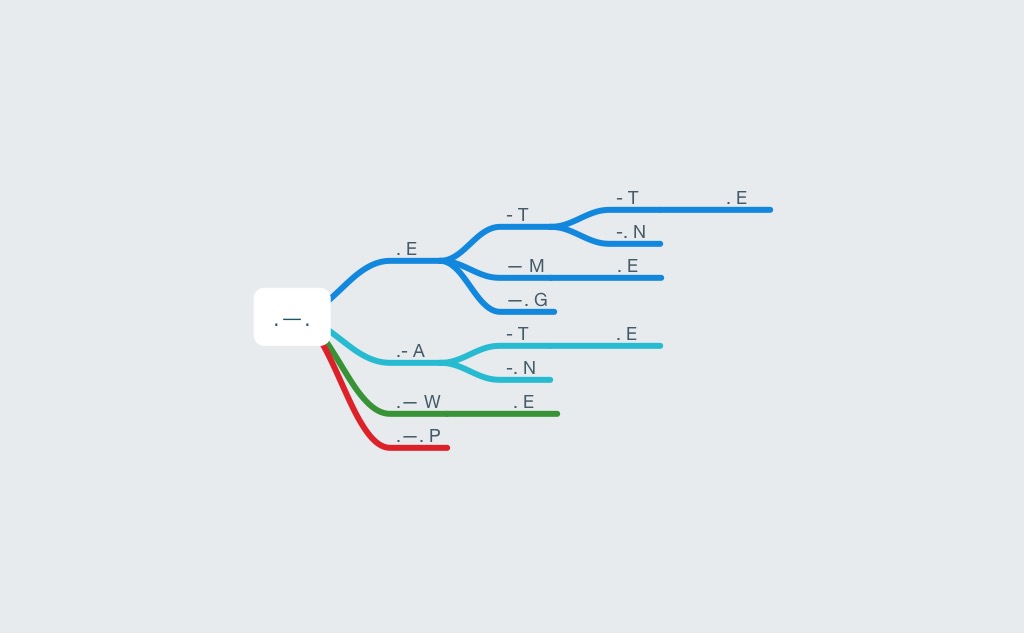 .—.
. E
- T
- T
. E
-. N
— M
. E
—. G
.- A
- T
. E
-. N
.— W
. E
.—. P